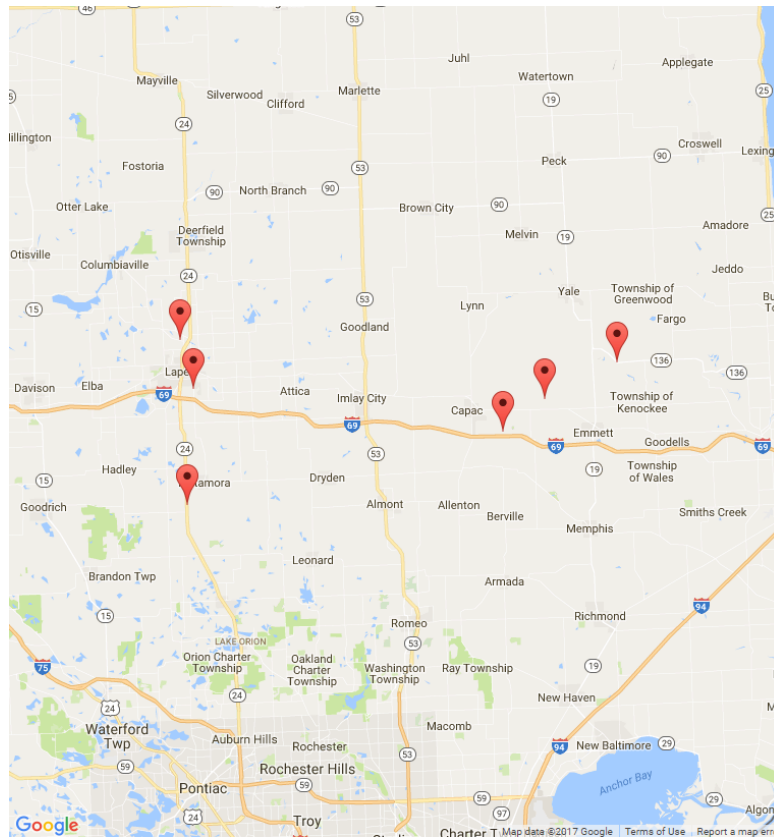 46
53
Juhl
Applegate
Watertown
Mayville
Silverwood
Clifford
Marlette
25
19
24
Croswell
Lexing
Peck
90
Fostoria
53
90
North Branch
Otter Lake
Brown City
90
25
Deerfield
Township
Melvin
19
Amadore
Otisville
Columbiaville
24
Jeddo
15
53
Lynn
Yale
Township of
Greenwood
Fargo
Goodland
136
136
Davison
Elba
69
Attica
Imlay City
69
Capac
Township of
Kenockee
Emmett
69
Goodells
69
24
53
Hadley
15
Dryden
19
Township
of Wales
Goodrich
Almont
Allenton
Berville
Smiths Creek
Memphis
Brandon Twp
Leonard
Armada
15
94
Richmond
Romeo
53
LAKE ORION
75
Orion Charter
Township
Oakland
Charter
Township
Washington
Township
Ray Township
19
24
24
New Haven
Waterford
Twp
Auburn Hills
Rochester
53
Macomb
94
New Baltimore
29
59
Rochester Hills
Anchor Bay
Pontiac
59
59
29
24
Troy
97
Algon
Google
Charter T
Map data ©2017 Google
Terms of Use
Report a map e